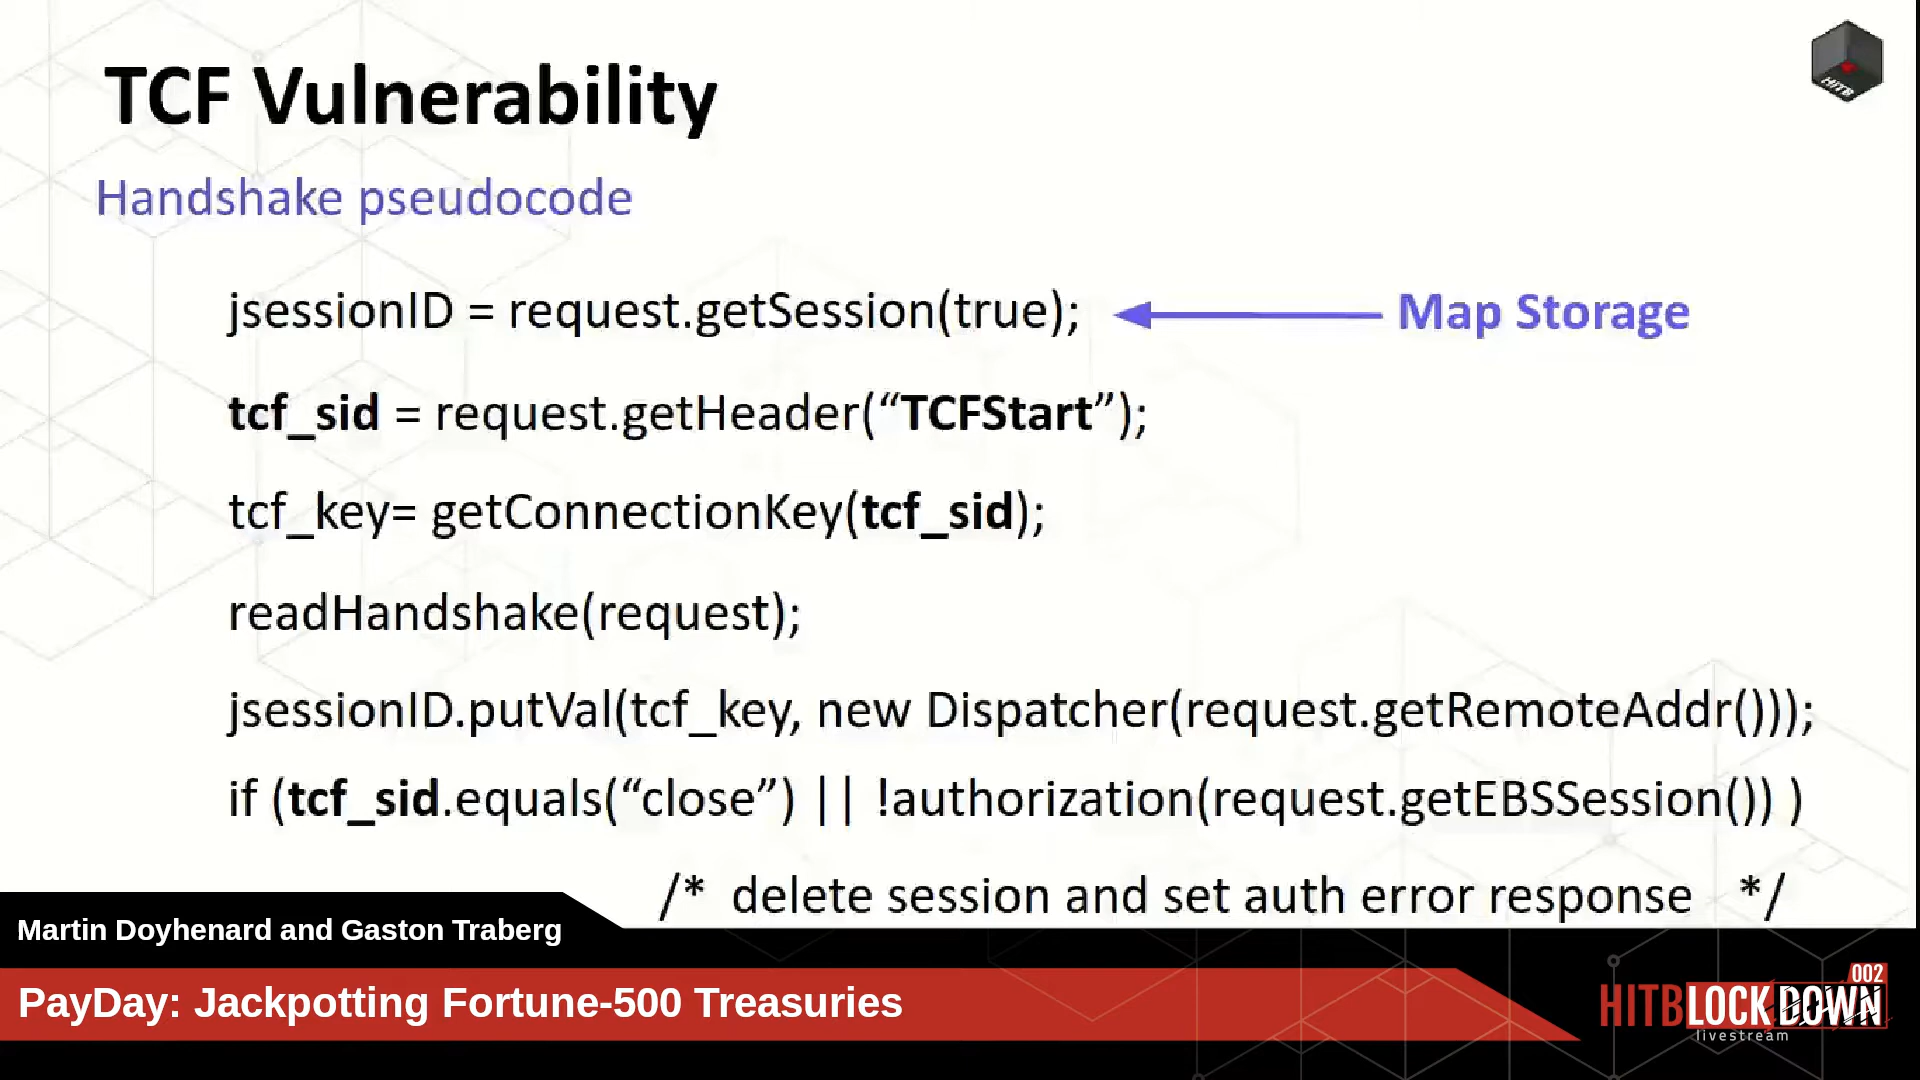 TCF Vulnerability
HITB
Handshake pseudocode
jsessionID = request.getSession(true);
Map Storage
tcf_sid = request.getHeader(“TCFStart”);
tcf_key= getConnectionKey(tcf_sid);
readHandshake(request);
jsessionID.putVal(tcf_key, new Dispatcher(request.getRemoteAddr()));
if (tcf_sid.equals(“close”) || !authorization(request.getEBSSession()) )
/* delete session and set auth error response */
Martin Doyhenard and Gaston Traberg
PayDay: Jackpotting Fortune-500 Treasuries
002
HITBLOCKDOWN
livestream